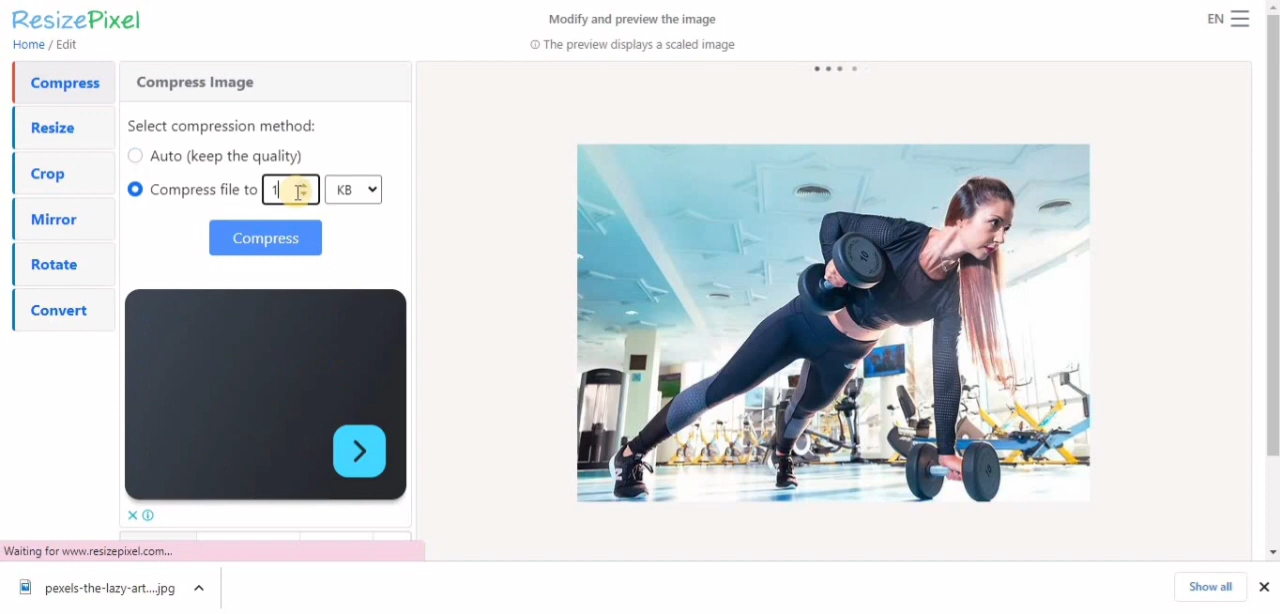 ResizePixel
Modify and preview the image
EN
Home / Edit
The preview displays a scaled image
Compress
Resize
Crop
Mirror
Rotate
Convert
Compress Image
Select compression method:
Auto (keep the quality)
Compress file to 1 KB
Compress
10
Waiting for www.resizepixel.com...
pexels-the-lazy-art....jpg
Show all